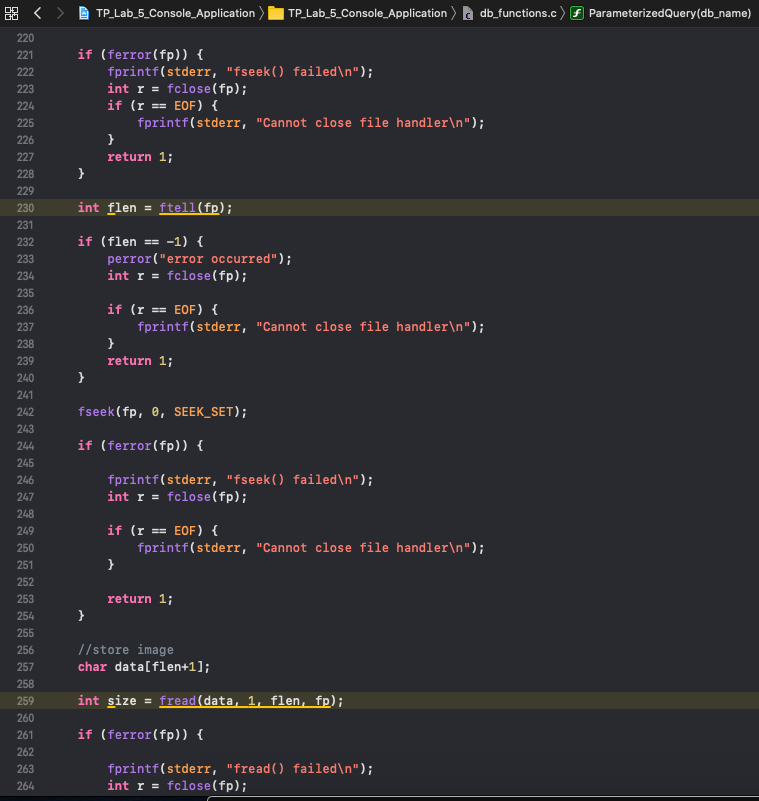 TP_Lab_5_Console_Application 〉 TP_Lab_5_Console_Application 〉 db_functions.c 〉 ParameterizedQuery(db_name)
220
221 if (ferror(fp)) {
222 fprintf(stderr, "fseek() failed\n");
223 int r = fclose(fp);
224 if (r == EOF) {
225 fprintf(stderr, "Cannot close file handler\n");
226 }
227 return 1;
228 }
229
230 int flen = ftell(fp);
231
232 if (flen == -1) {
233 perror("error occurred");
234 int r = fclose(fp);
235
236 if (r == EOF) {
237 fprintf(stderr, "Cannot close file handler\n");
238 }
239 return 1;
240 }
241
242 fseek(fp, 0, SEEK_SET);
243
244 if (ferror(fp)) {
245
246 fprintf(stderr, "fseek() failed\n");
247 int r = fclose(fp);
248
249 if (r == EOF) {
250 fprintf(stderr, "Cannot close file handler\n");
251 }
252
253 return 1;
254 }
255
256 //store image
257 char data[flen+1];
258
259 int size = fread(data, 1, flen, fp);
260
261 if (ferror(fp)) {
262
263 fprintf(stderr, "fread() failed\n");
264 int r = fclose(fp);